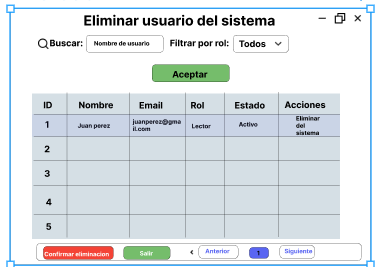 Eliminar usuario del sistema
Buscar: Nombre de usuario Filtrar por rol: Todos
Aceptar
ID Nombre Email Rol Estado Acciones
1 Juan perez juanperez@gma Lector Activo Eliminar
il.com del
sistema
2
3
4
5
Confirmar eliminacion Salir Anterior 1 Siguiente